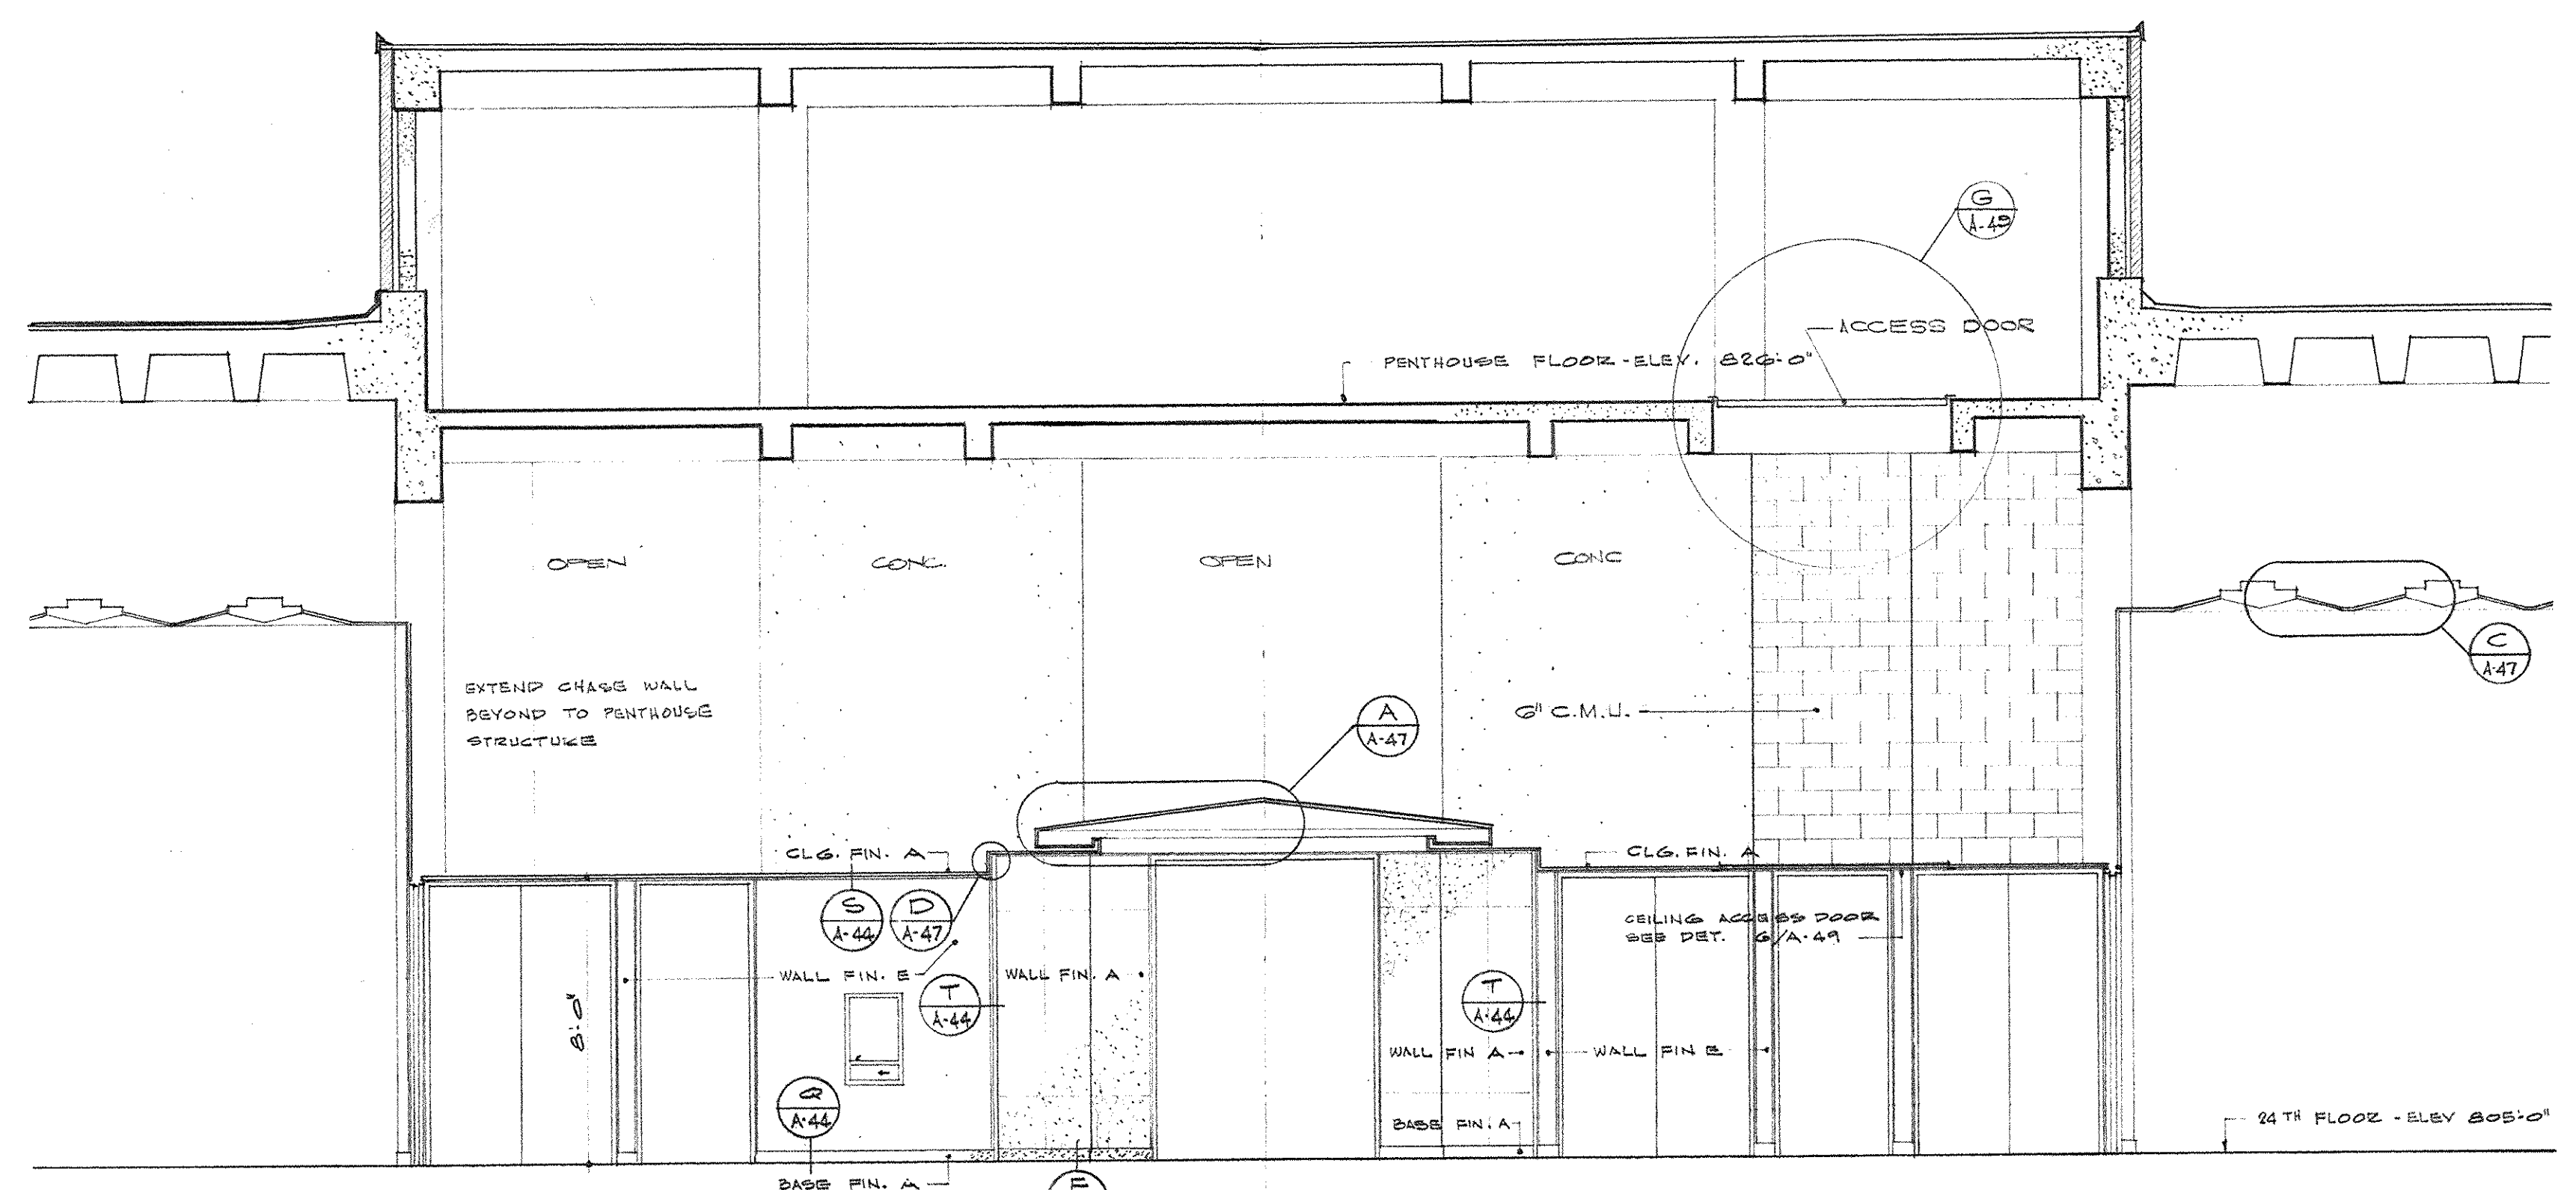 G
A-49
ACCESS DOOR
PENTHOUSE FLOOR - ELEV. 826'-0"
OPEN
CONC.
OPEN
CONC
C
A-47
EXTEND CHASE WALL
BEYOND TO PENTHOUSE
STRUCTURE
6" C.M.U.
A
A-47
CLG. FIN. A
CLG. FIN. A
S
A-44
D
A-47
CEILING ACCESS DOOR
SEE DET. G/A-49
WALL FIN. E
WALL FIN. A
T
A-44
T
A-44
8'-0"
WALL FIN A
WALL FIN E
Q
A-44
BASE FIN. A
24TH FLOOR - ELEV 805'-0"
BASE FIN. A